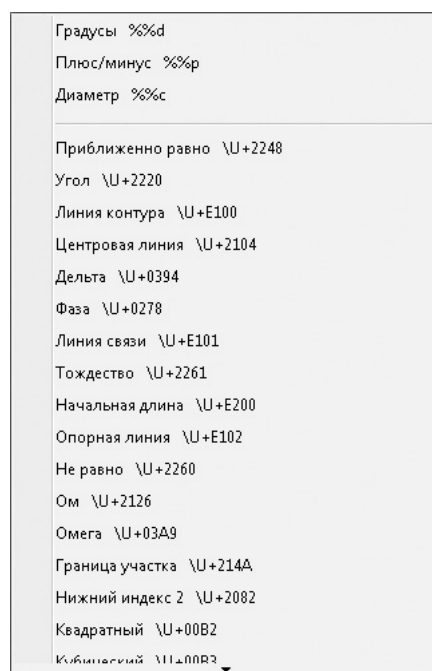 Градусы %%d
Плюс/минус %%p
Диаметр %%c
Приближенно равно \U+2248
Угол \U+2220
Линия контура \U+E100
Центровая линия \U+2104
Дельта \U+0394
Фаза \U+0278
Линия связи \U+E101
Тождество \U+2261
Начальная длина \U+E200
Опорная линия \U+E102
Не равно \U+2260
Ом \U+2126
Омега \U+03A9
Граница участка \U+214A
Нижний индекс 2 \U+2082
Квадратный \U+00B2
Кубический \U+00B3